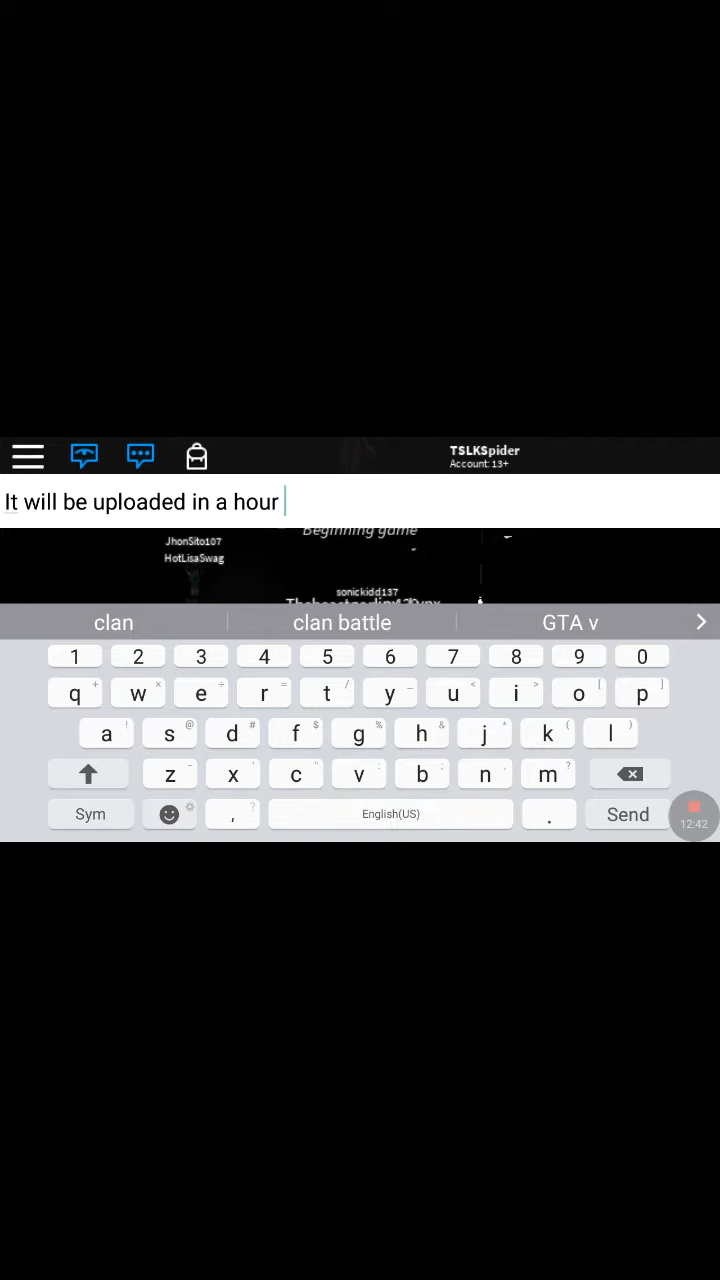 TSLKSpider
Account: 13+
It will be uploaded in a hour
Beginning game
JhonSito107
HotLisaSwag
sonickidd137
clan clan battle GTA v
1 2 3 4 5 6 7 8 9 0
q w e r t y u i o p
a s d f g h j k l
z x c v b n m
Sym , English(US) . Send
12:42